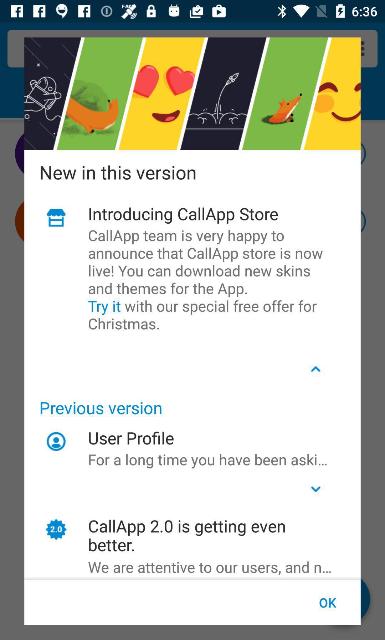 6:36
New in this version
Introducing CallApp Store
CallApp team is very happy to
announce that CallApp store is now
live! You can download new skins
and themes for the App.
Try it with our special free offer for
Christmas.
Previous version
User Profile
For a long time you have been aski...
2.0
CallApp 2.0 is getting even
better.
We are attentive to our users, and n...
OK